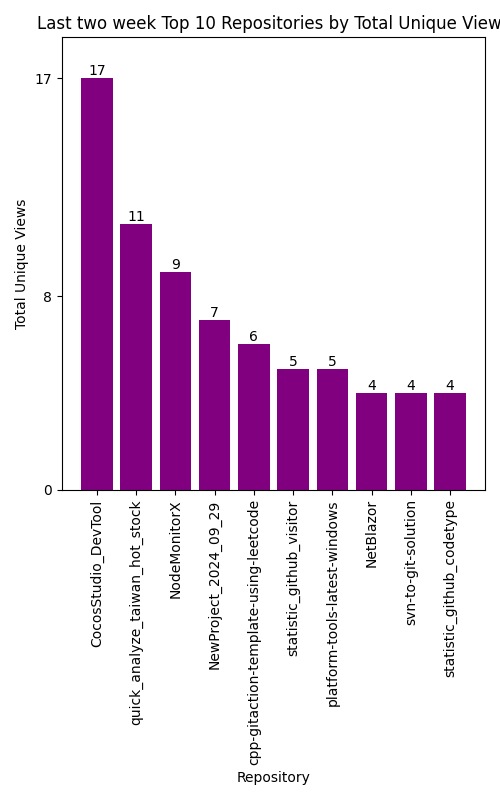 Last two week Top 10 Repositories by Total Unique View
17
11
9
7
6
5
5
4
4
4
17
8
0
Total Unique Views
CocosStudio_DevTool
quick_analyze_taiwan_hot_stock
NodeMonitorX
NewProject_2024_09_29
cpp-gitaction-template-using-leetcode
statistic_github_visitor
platform-tools-latest-windows
NetBlazor
svn-to-git-solution
statistic_github_codetype
Repository